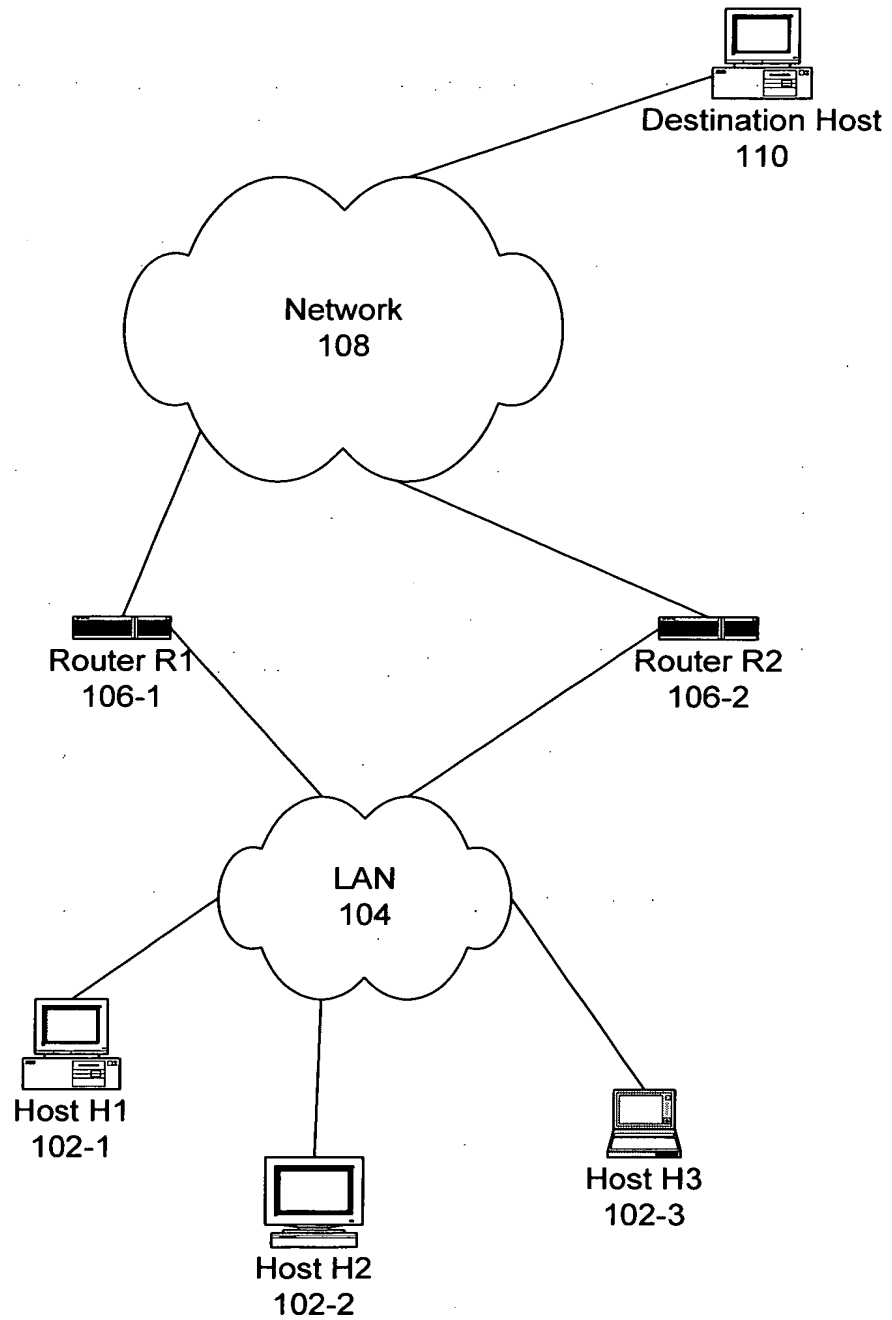 Destination Host
110
Network
108
Router R1
106-1
Router R2
106-2
LAN
104
Host H1
102-1
Host H2
102-2
Host H3
102-3